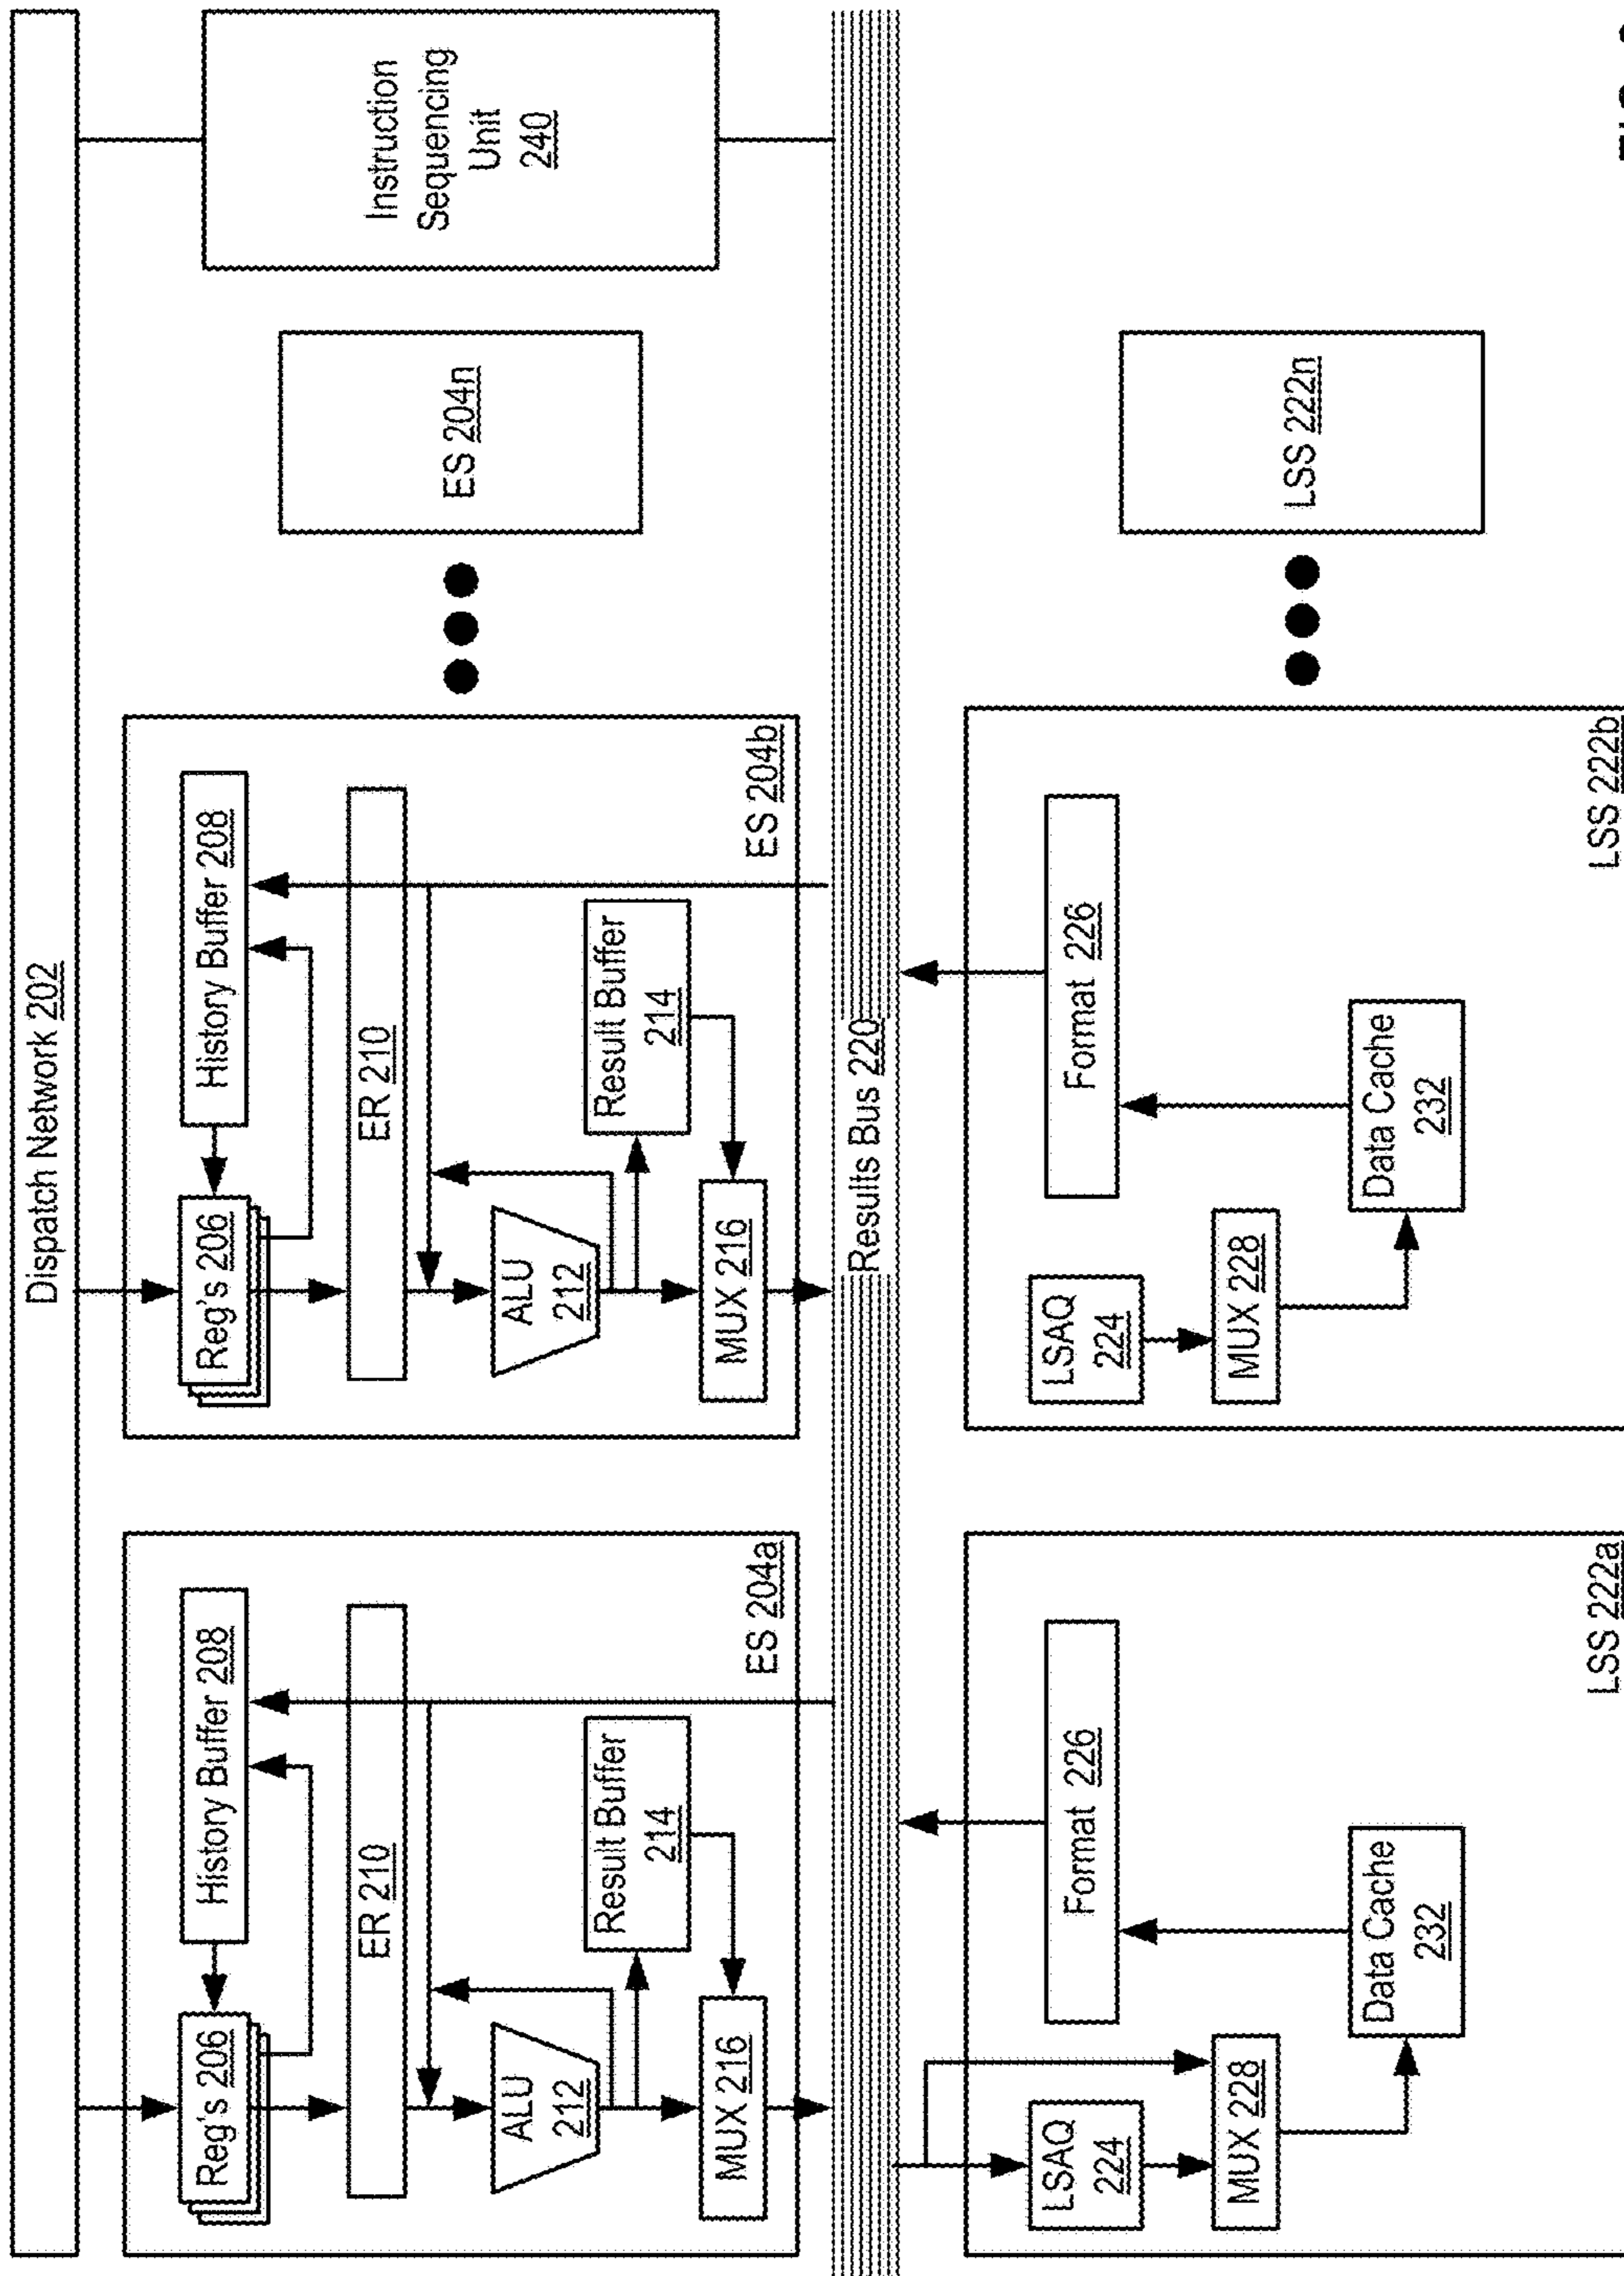 Dispatch Network 202
Reg's 206
History Buffer 208
ER 210
ALU
212
Result Buffer
214
MUX 216
ES 204a
Reg's 206
History Buffer 208
ER 210
ALU
212
Result Buffer
214
MUX 216
ES 204b
ES 204n
Instruction
Sequencing
Unit
240
Results Bus 220
LSAQ
224
MUX 228
Format 226
Data Cache
232
LSS 222a
LSAQ
224
MUX 228
Format 226
Data Cache
232
LSS 222b
LSS 222n